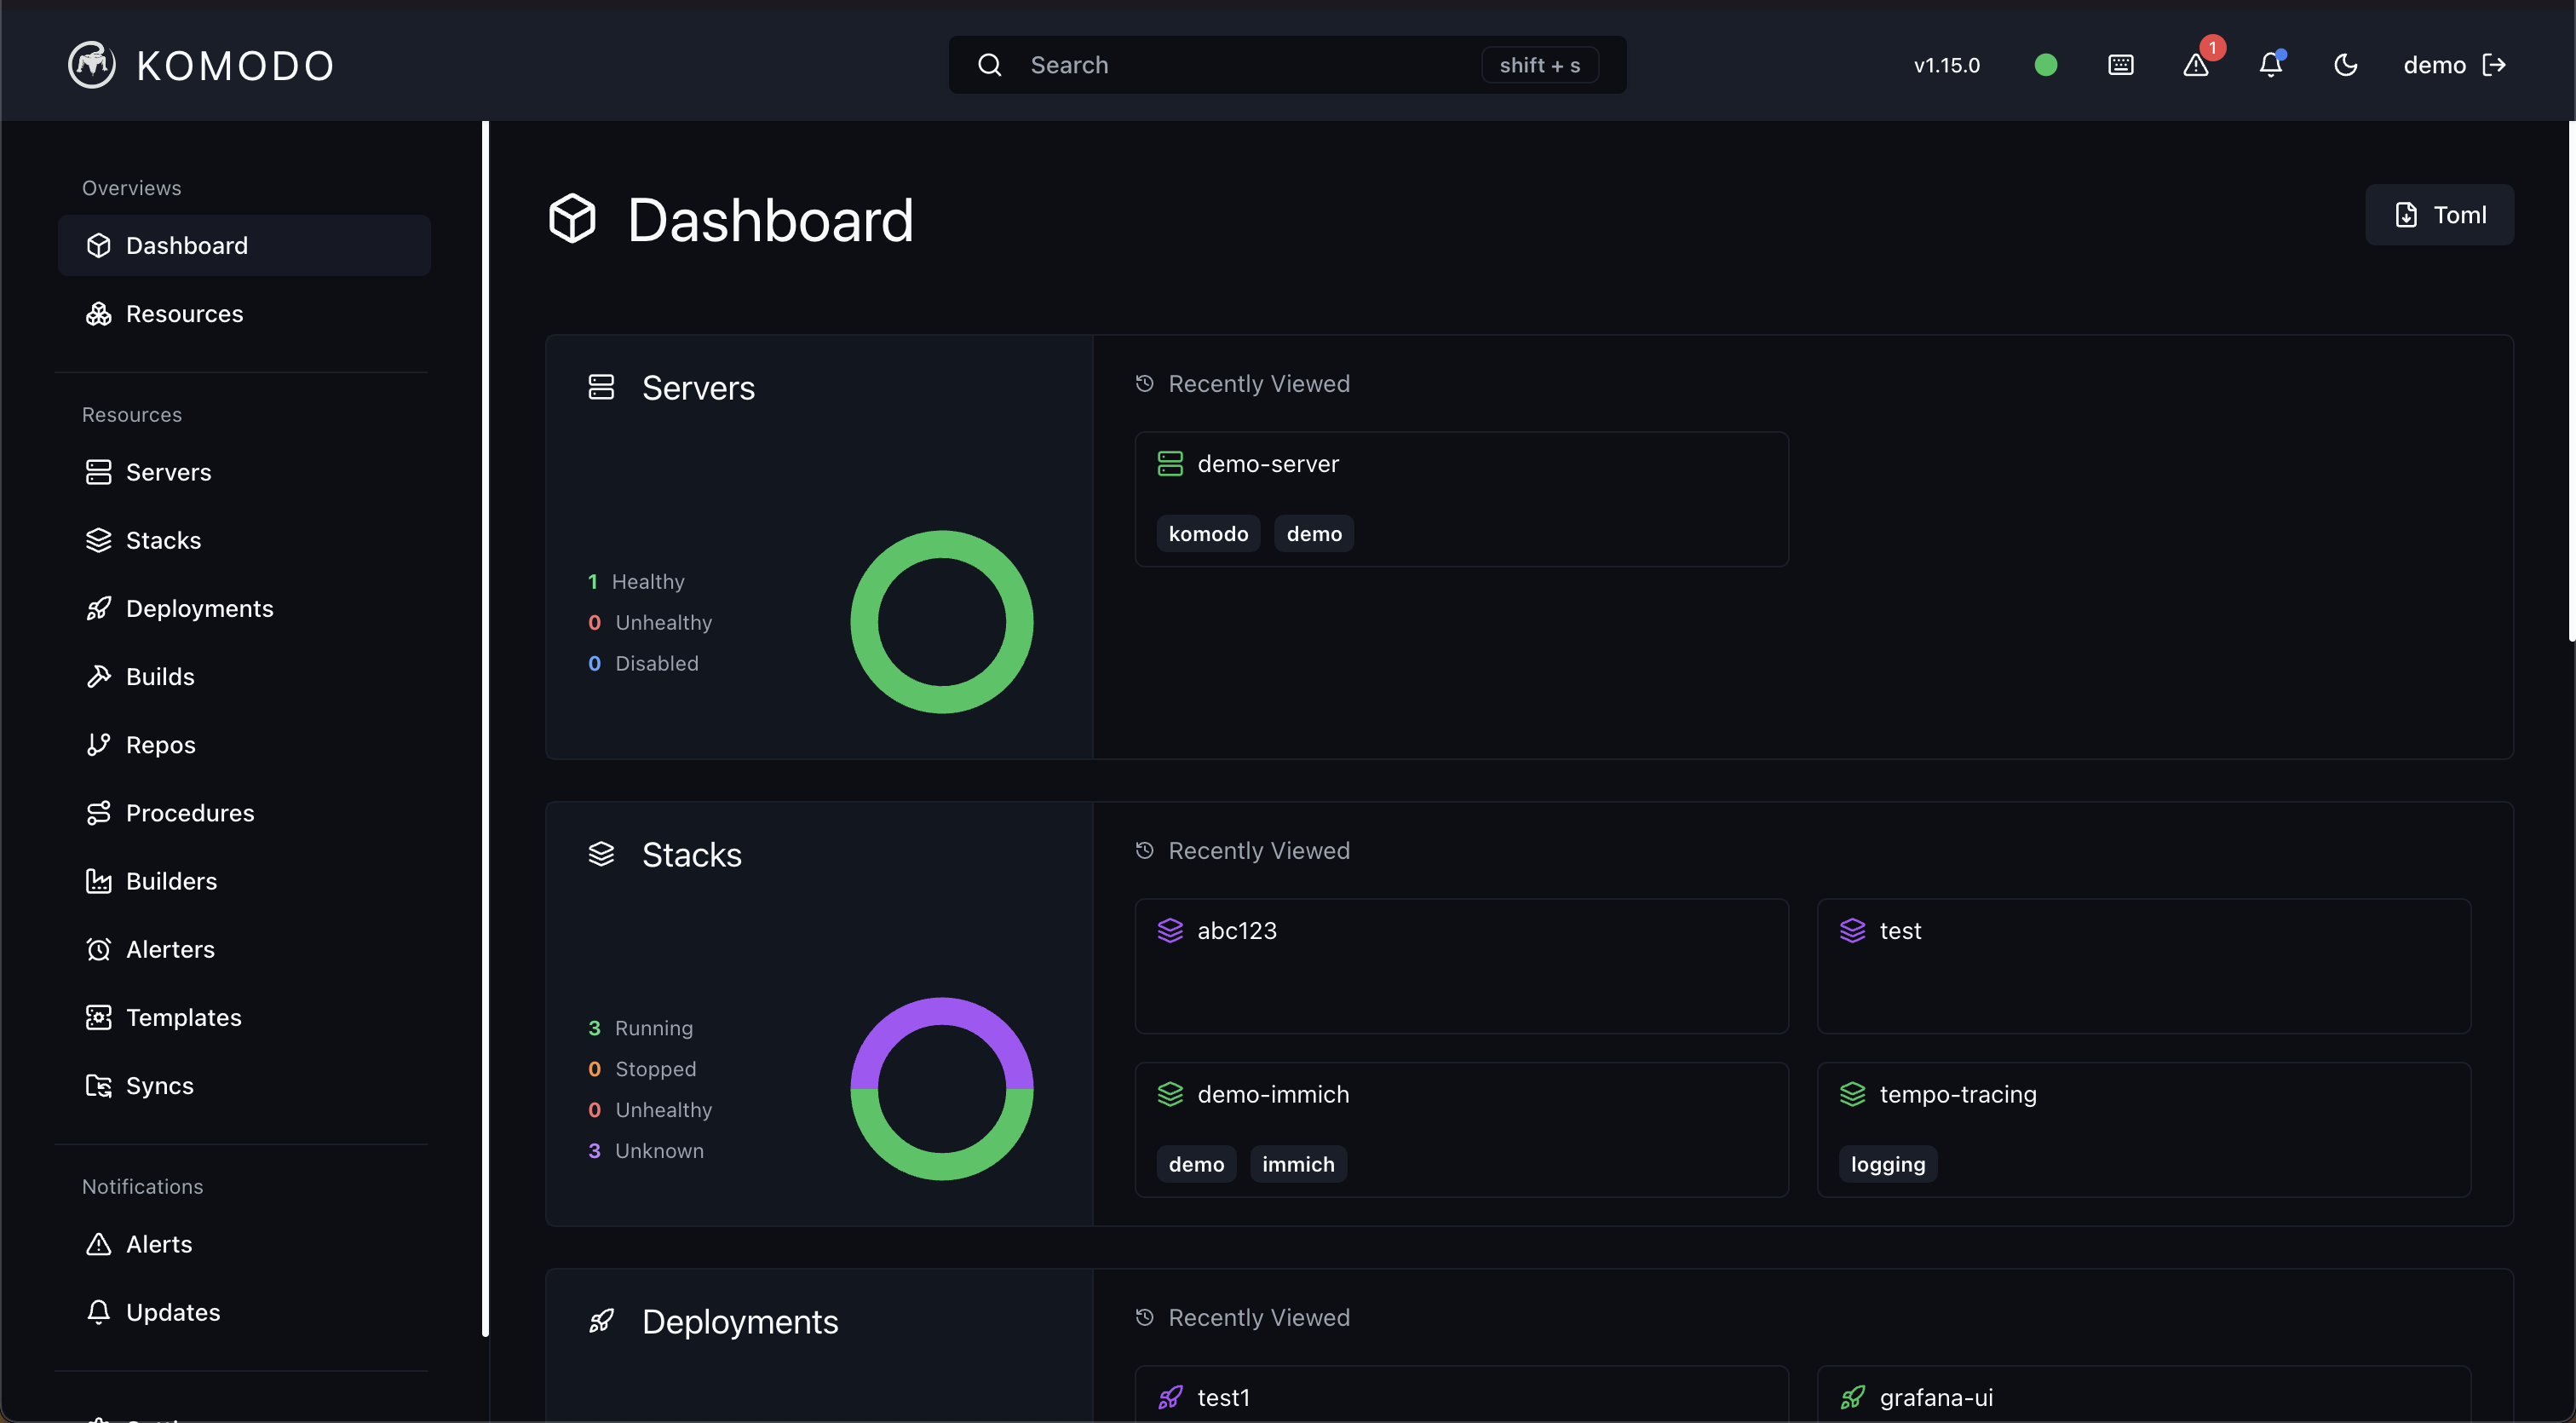 KOMODO
Search
shift + s
v1.15.0
1
demo
Overviews
Dashboard
Resources
Resources
Servers
Stacks
Deployments
Builds
Repos
Procedures
Builders
Alerters
Templates
Syncs
Notifications
Alerts
Updates
Dashboard
Toml
Servers
1 Healthy
0 Unhealthy
0 Disabled
Recently Viewed
demo-server
komodo demo
Stacks
3 Running
0 Stopped
0 Unhealthy
3 Unknown
Recently Viewed
abc123
test
demo-immich
demo immich
tempo-tracing
logging
Deployments
Recently Viewed
test1
grafana-ui